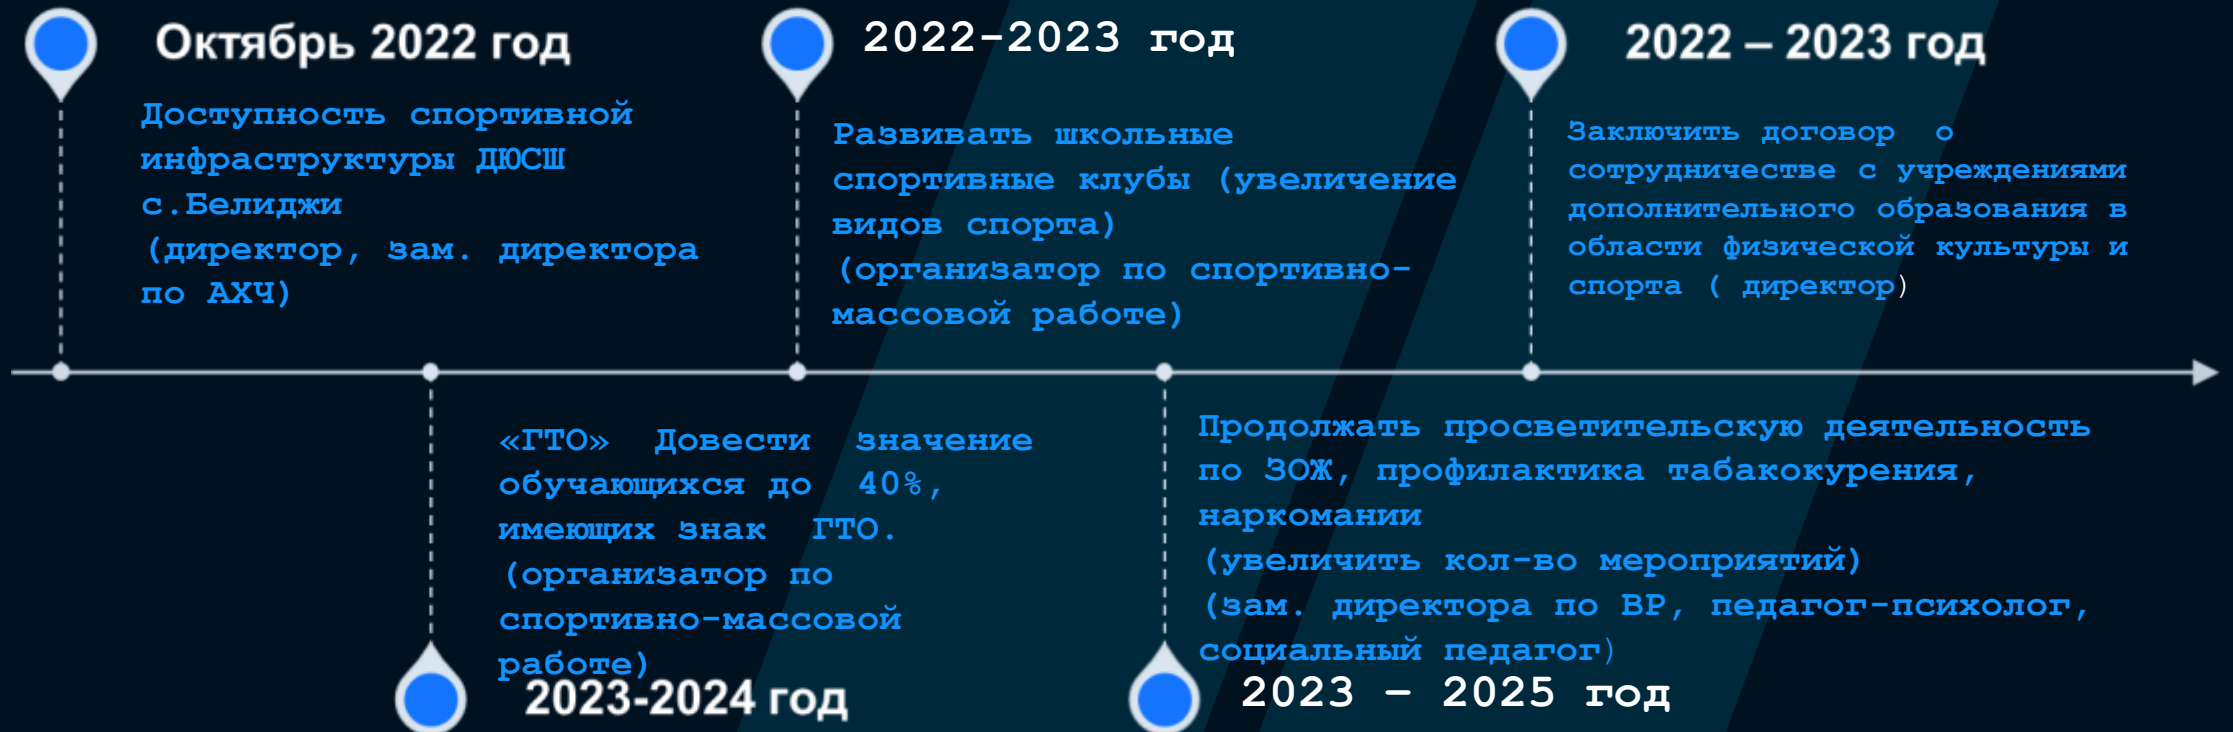 Октябрь 2022 год
Доступность спортивной
инфраструктуры ДЮСШ
с.Белиджи
(директор, зам. директора
по АХЧ)
2022-2023 год
Развивать школьные
спортивные клубы (увеличение
видов спорта)
(организатор по спортивно-
массовой работе)
2022 – 2023 год
Заключить договор о
сотрудничестве с учреждениями
дополнительного образования в
области физической культуры и
спорта ( директор)
«ГТО» Довести значение
обучающихся до 40%,
имеющих знак ГТО.
(организатор по
спортивно-массовой
работе)
2023-2024 год
Продолжать просветительскую деятельность
по ЗОЖ, профилактика табакокурения,
наркомании
(увеличить кол-во мероприятий)
(зам. директора по ВР, педагог-психолог,
социальный педагог)
2023 – 2025 год